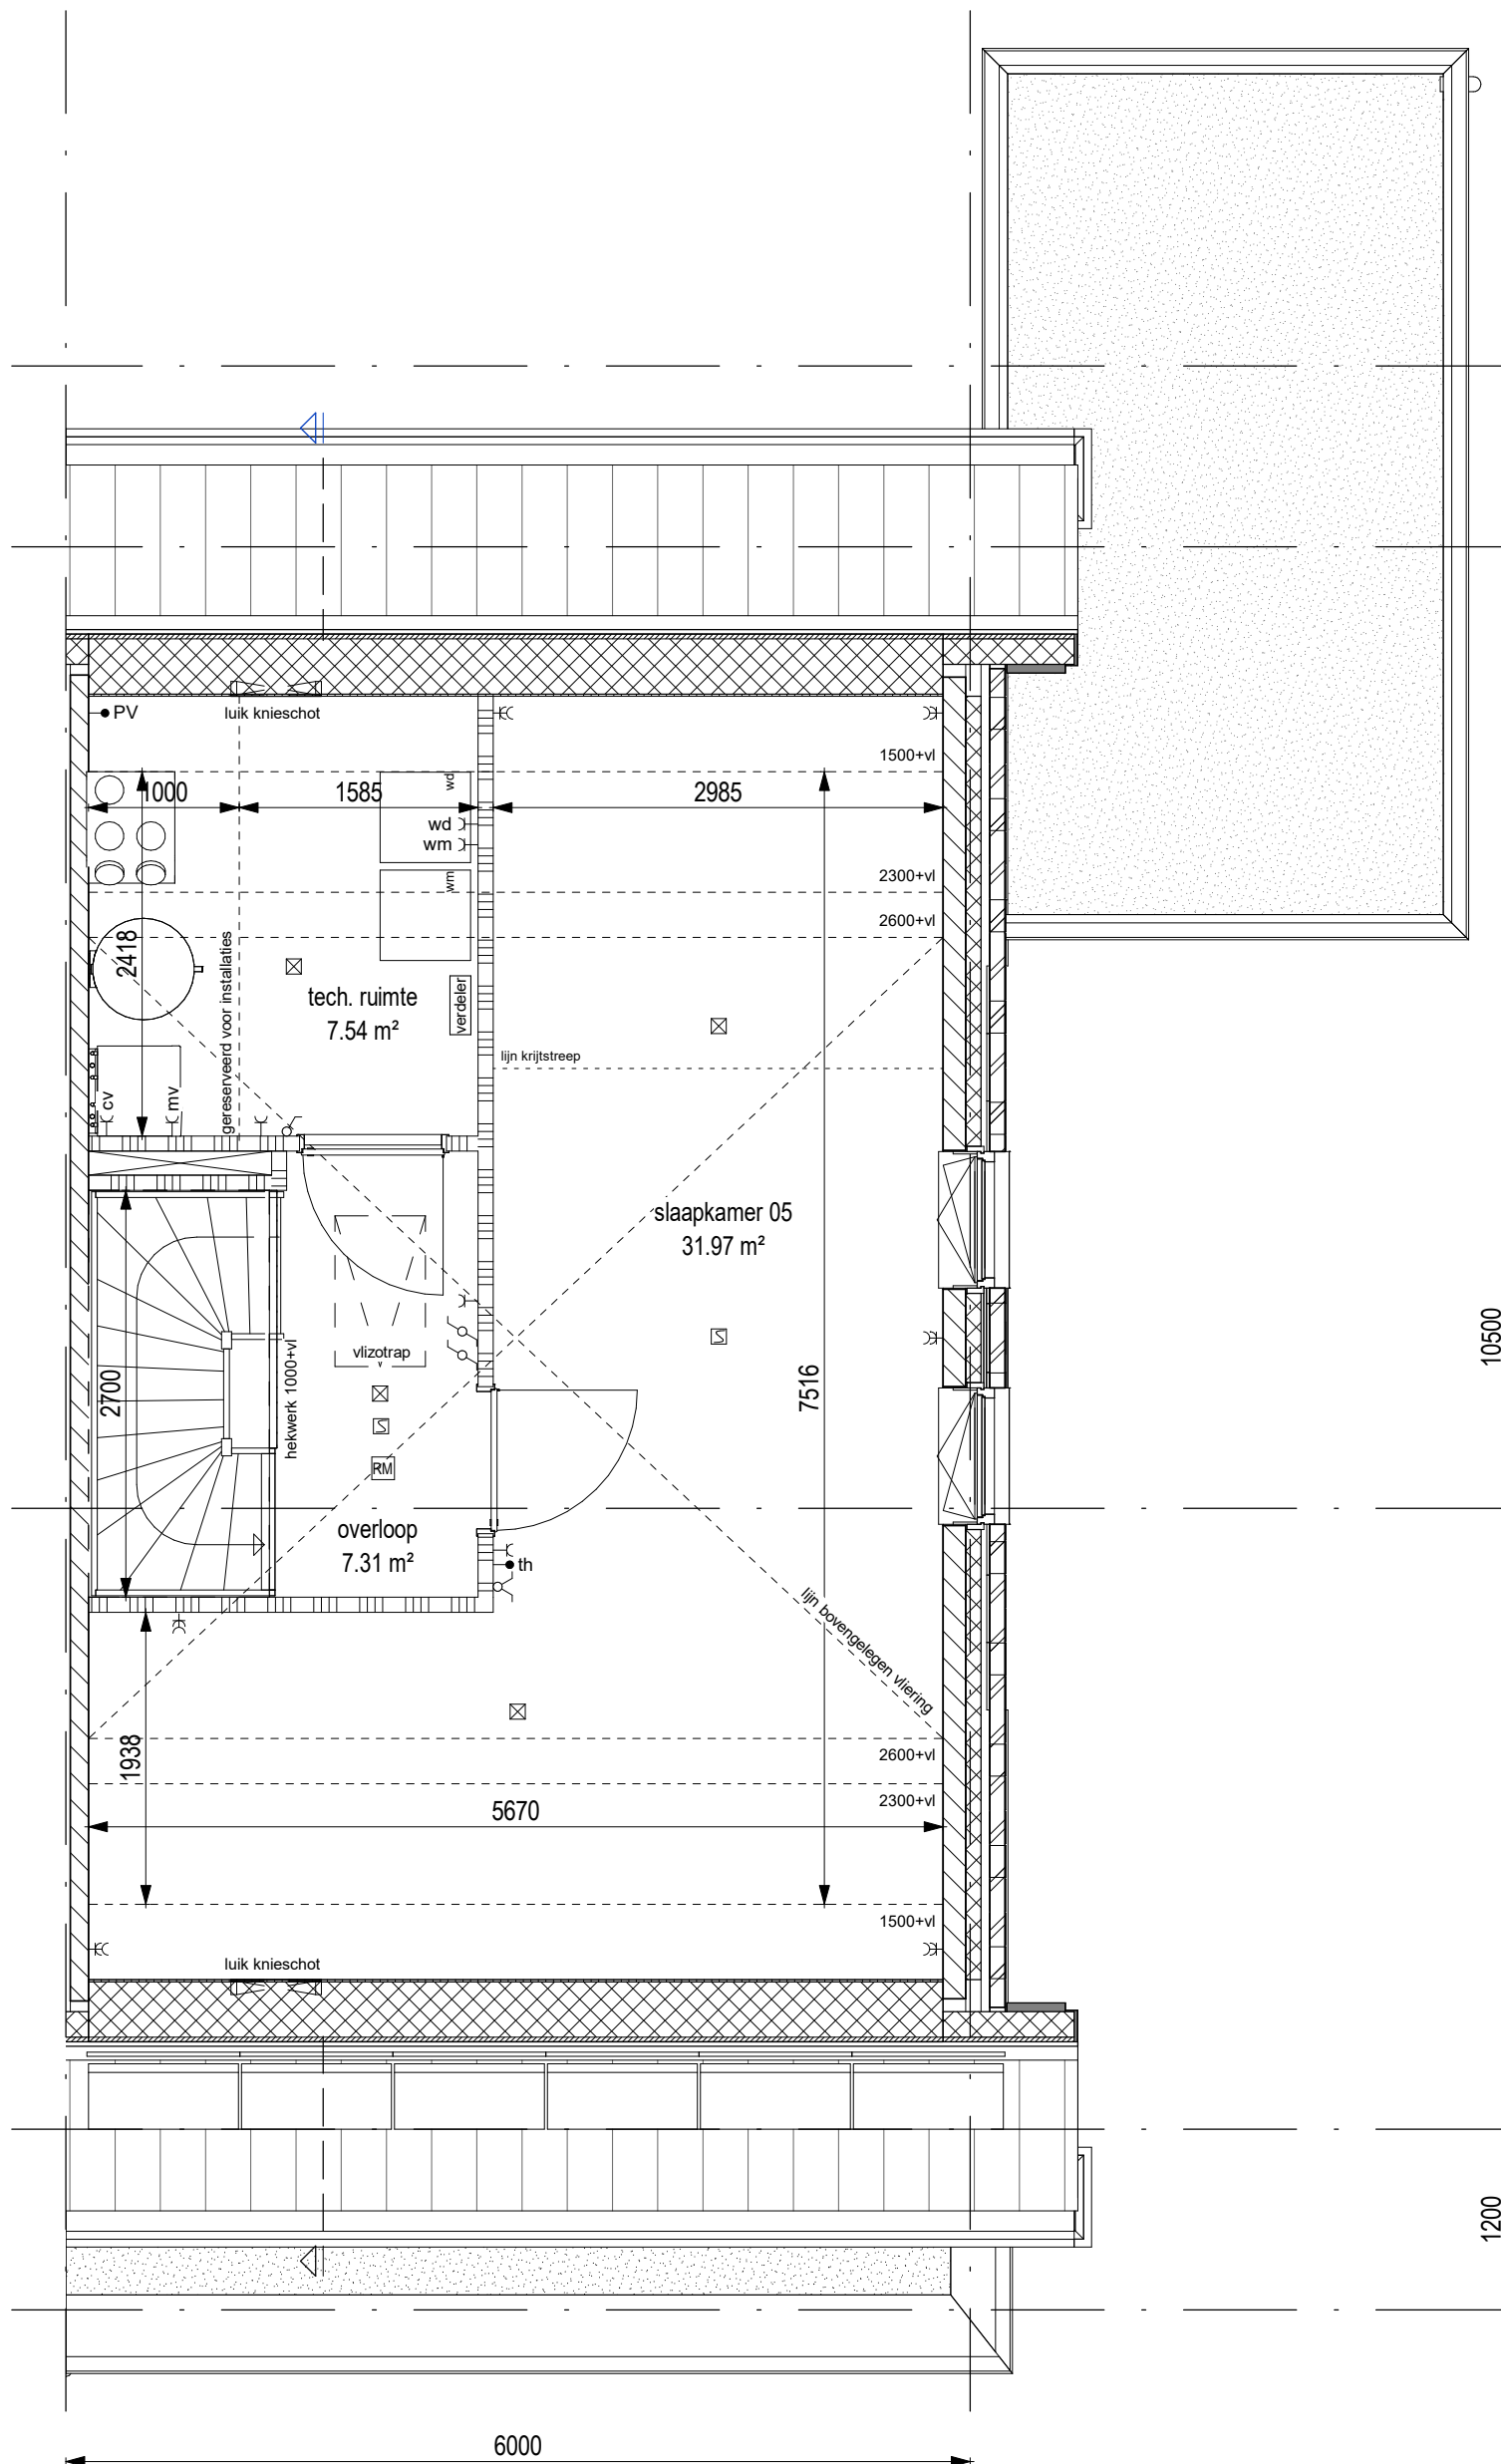 PV
luik knieschot
1500+vl
1000
1585
2985
wd
wd
wm
wm
2300+vl
2600+vl
2418
gereserveerd voor installaties
tech. ruimte
7.54 m²
verdeler
lijn krijtstreep
cv
mv
slaapkamer 05
31.97 m²
10500
vlizotrap
hekwerk 1000+vl
2700
7516
RM
overloop
7.31 m²
th
lijn bovengelegen vliering
1938
2600+vl
2300+vl
5670
1500+vl
luik knieschot
1200
6000